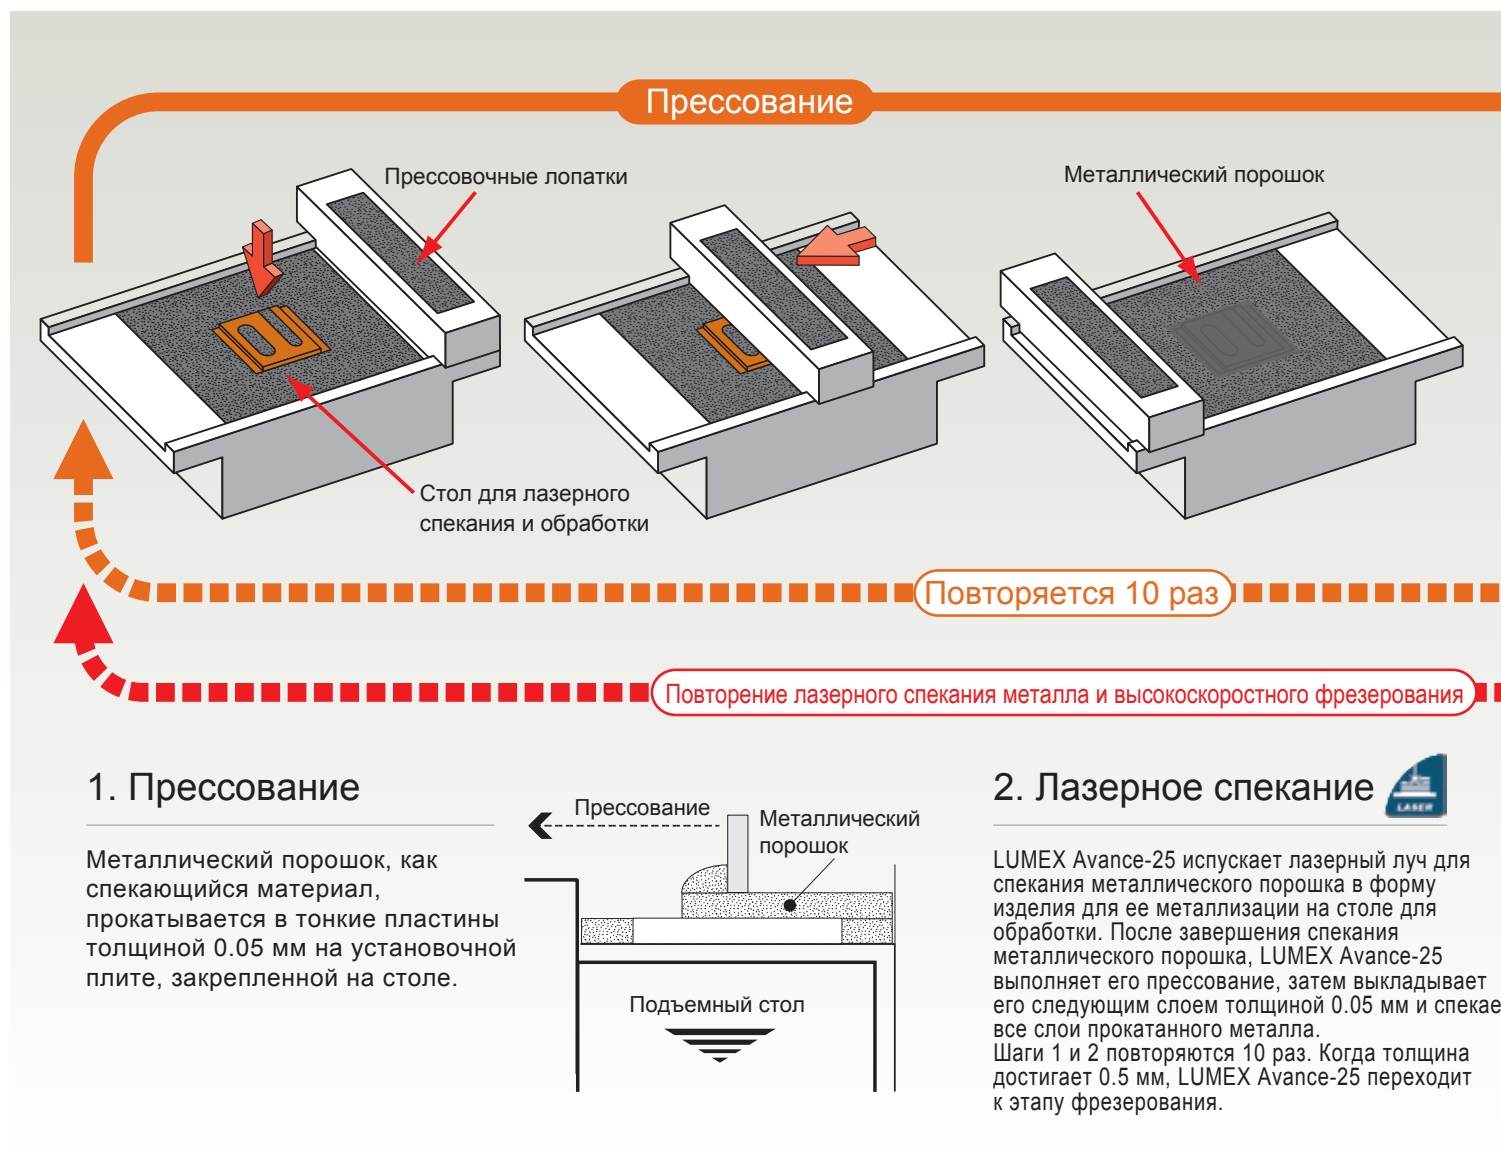 Прессование
Прессовочные лопатки
Металлический порошок
Стол для лазерного
спекания и обработки
Повторяется 10 раз
Повторение лазерного спекания металла и высокоскоростного фрезерования
1. Прессование
Металлический порошок, как
спекающийся материал,
прокатывается в тонкие пластины
толщиной 0.05 мм на установочной
плите, закрепленной на столе.
Прессование
Металлический
порошок
Подъемный стол
2. Лазерное спекание
LASER
LUMEX Avance-25 испускает лазерный луч для
спекания металлического порошка в форму
изделия для ее металлизации на столе для
обработки. После завершения спекания
металлического порошка, LUMEX Avance-25
выполняет его прессование, затем выкладывает
его следующим слоем толщиной 0.05 мм и спекае
все слои прокатанного металла.
Шаги 1 и 2 повторяются 10 раз. Когда толщина
достигает 0.5 мм, LUMEX Avance-25 переходит
к этапу фрезерования.